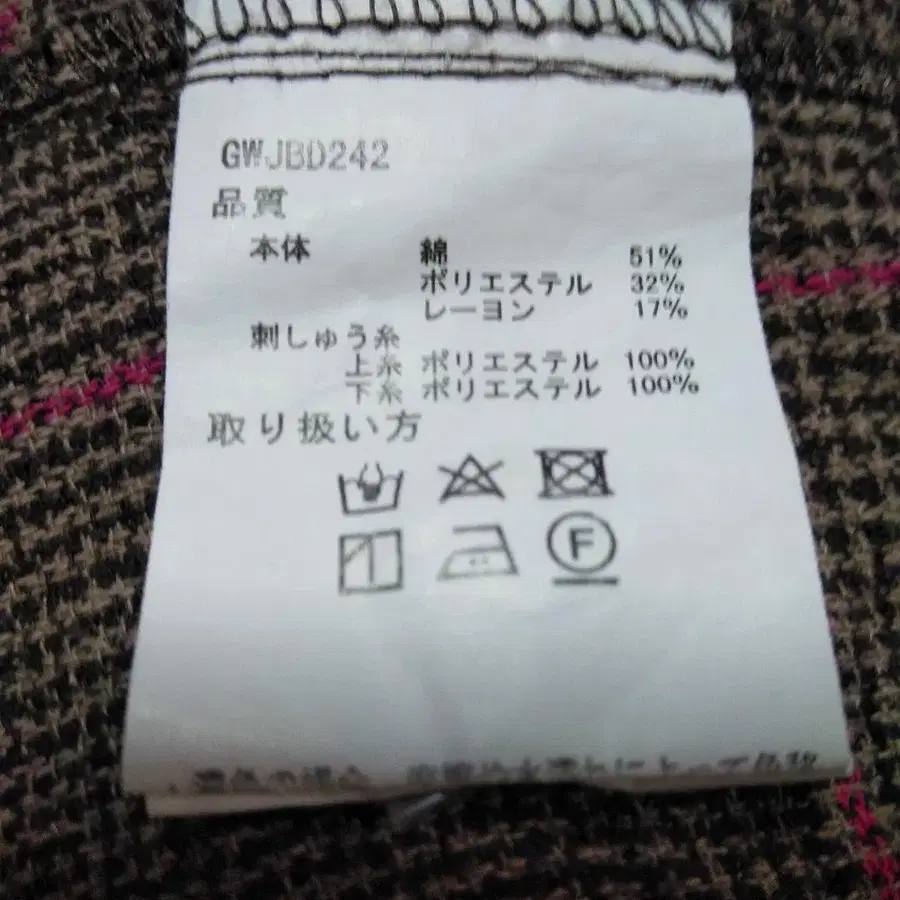 GWJBD242
品質
本体 綿 51%
ポリエステル 32%
レーヨン 17%
刺しゅう糸
上糸 ポリエステル 100%
下糸 ポリエステル 100%
取り扱い方
F